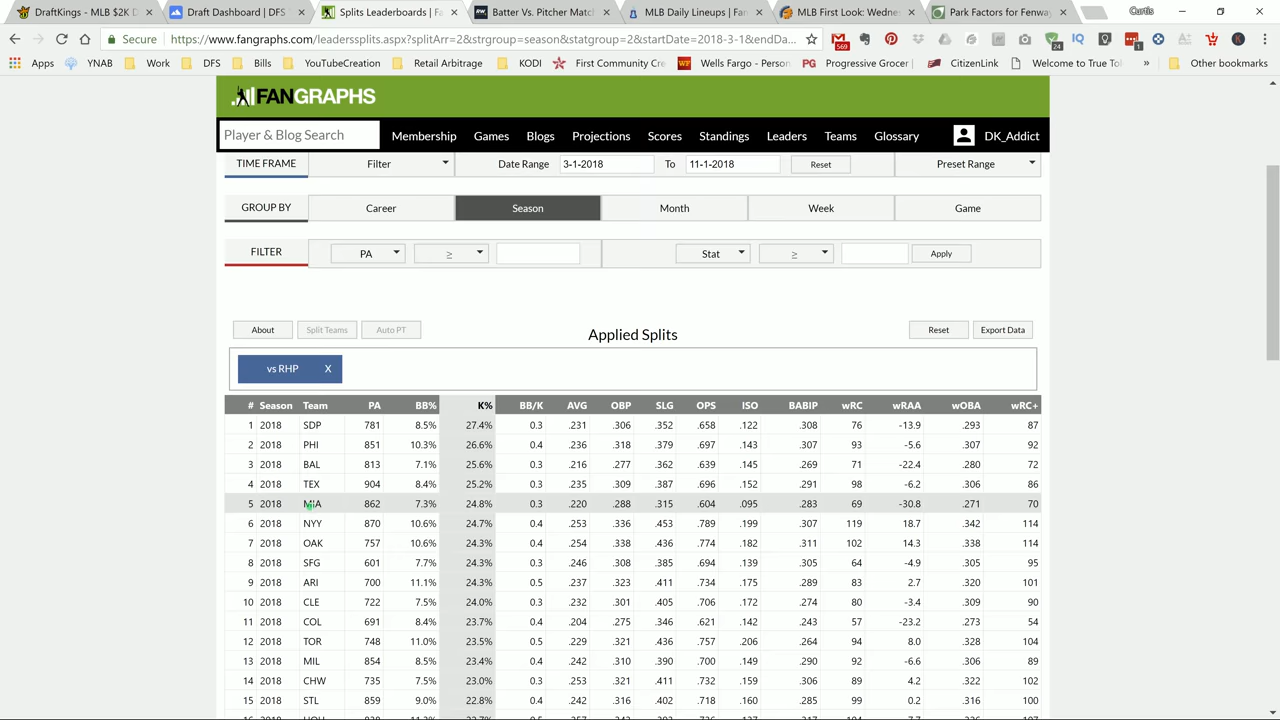 DraftKings - MLB $2K D
Draft Dashboard | DFS
Splits Leaderboards | Fa
Batter Vs. Pitcher Matc
MLB Daily Lineups | Fan
MLB First Look: Wednes
Park Factors for Fenway
Curtis
Secure
https://www.fangraphs.com/leaderssplits.aspx?splitArr=2&strgroup=season&statgroup=2&startDate=2018-3-1&endDa...
569
24
1
Apps YNAB Work DFS Bills YouTubeCreation Retail Arbitrage KODI First Community Cre Wells Fargo - Person Progressive Grocer | CitizenLink Welcome to True Tol » Other bookmarks
FANGRAPHS
Player & Blog Search Membership Games Blogs Projections Scores Standings Leaders Teams Glossary DK_Addict
TIME FRAME Filter Date Range 3-1-2018 To 11-1-2018 Reset Preset Range
GROUP BY Career Season Month Week Game
FILTER PA ≥ Stat ≥ Apply
About Split Teams Auto PT Applied Splits Reset Export Data
vs RHP X
# Season Team PA BB% K% BB/K AVG OBP SLG OPS ISO BABIP wRC wRAA wOBA wRC+
1 2018 SDP 781 8.5% 27.4% 0.3 .231 .306 .352 .658 .122 .308 76 -13.9 .293 87
2 2018 PHI 851 10.3% 26.6% 0.4 .236 .318 .379 .697 .143 .307 93 -5.6 .307 92
3 2018 BAL 813 7.1% 25.6% 0.3 .216 .277 .362 .639 .145 .269 71 -22.4 .280 72
4 2018 TEX 904 8.4% 25.2% 0.3 .235 .309 .387 .696 .152 .291 98 -6.2 .306 86
5 2018 MIA 862 7.3% 24.8% 0.3 .220 .288 .315 .604 .095 .283 69 -30.8 .271 70
6 2018 NYY 870 10.6% 24.7% 0.4 .253 .336 .453 .789 .199 .307 119 18.7 .342 114
7 2018 OAK 757 10.6% 24.3% 0.4 .254 .338 .436 .774 .182 .311 102 14.3 .338 114
8 2018 SFG 601 7.7% 24.3% 0.3 .246 .308 .385 .694 .139 .305 64 -4.9 .305 95
9 2018 ARI 700 11.1% 24.3% 0.5 .237 .323 .411 .734 .175 .289 83 2.7 .320 101
10 2018 CLE 722 7.5% 24.0% 0.3 .232 .301 .405 .706 .172 .274 80 -3.4 .309 90
11 2018 COL 691 8.4% 23.7% 0.4 .204 .275 .346 .621 .142 .243 57 -23.2 .273 54
12 2018 TOR 748 11.0% 23.5% 0.5 .229 .321 .436 .757 .206 .264 94 8.0 .328 104
13 2018 MIL 854 8.5% 23.4% 0.4 .242 .310 .390 .700 .149 .290 92 -6.6 .306 89
14 2018 CHW 735 7.5% 23.0% 0.3 .253 .321 .411 .732 .159 .306 89 4.2 .322 102
15 2018 STL 859 9.0% 22.8% 0.4 .242 .316 .402 .718 .160 .285 99 0.2 .316 100